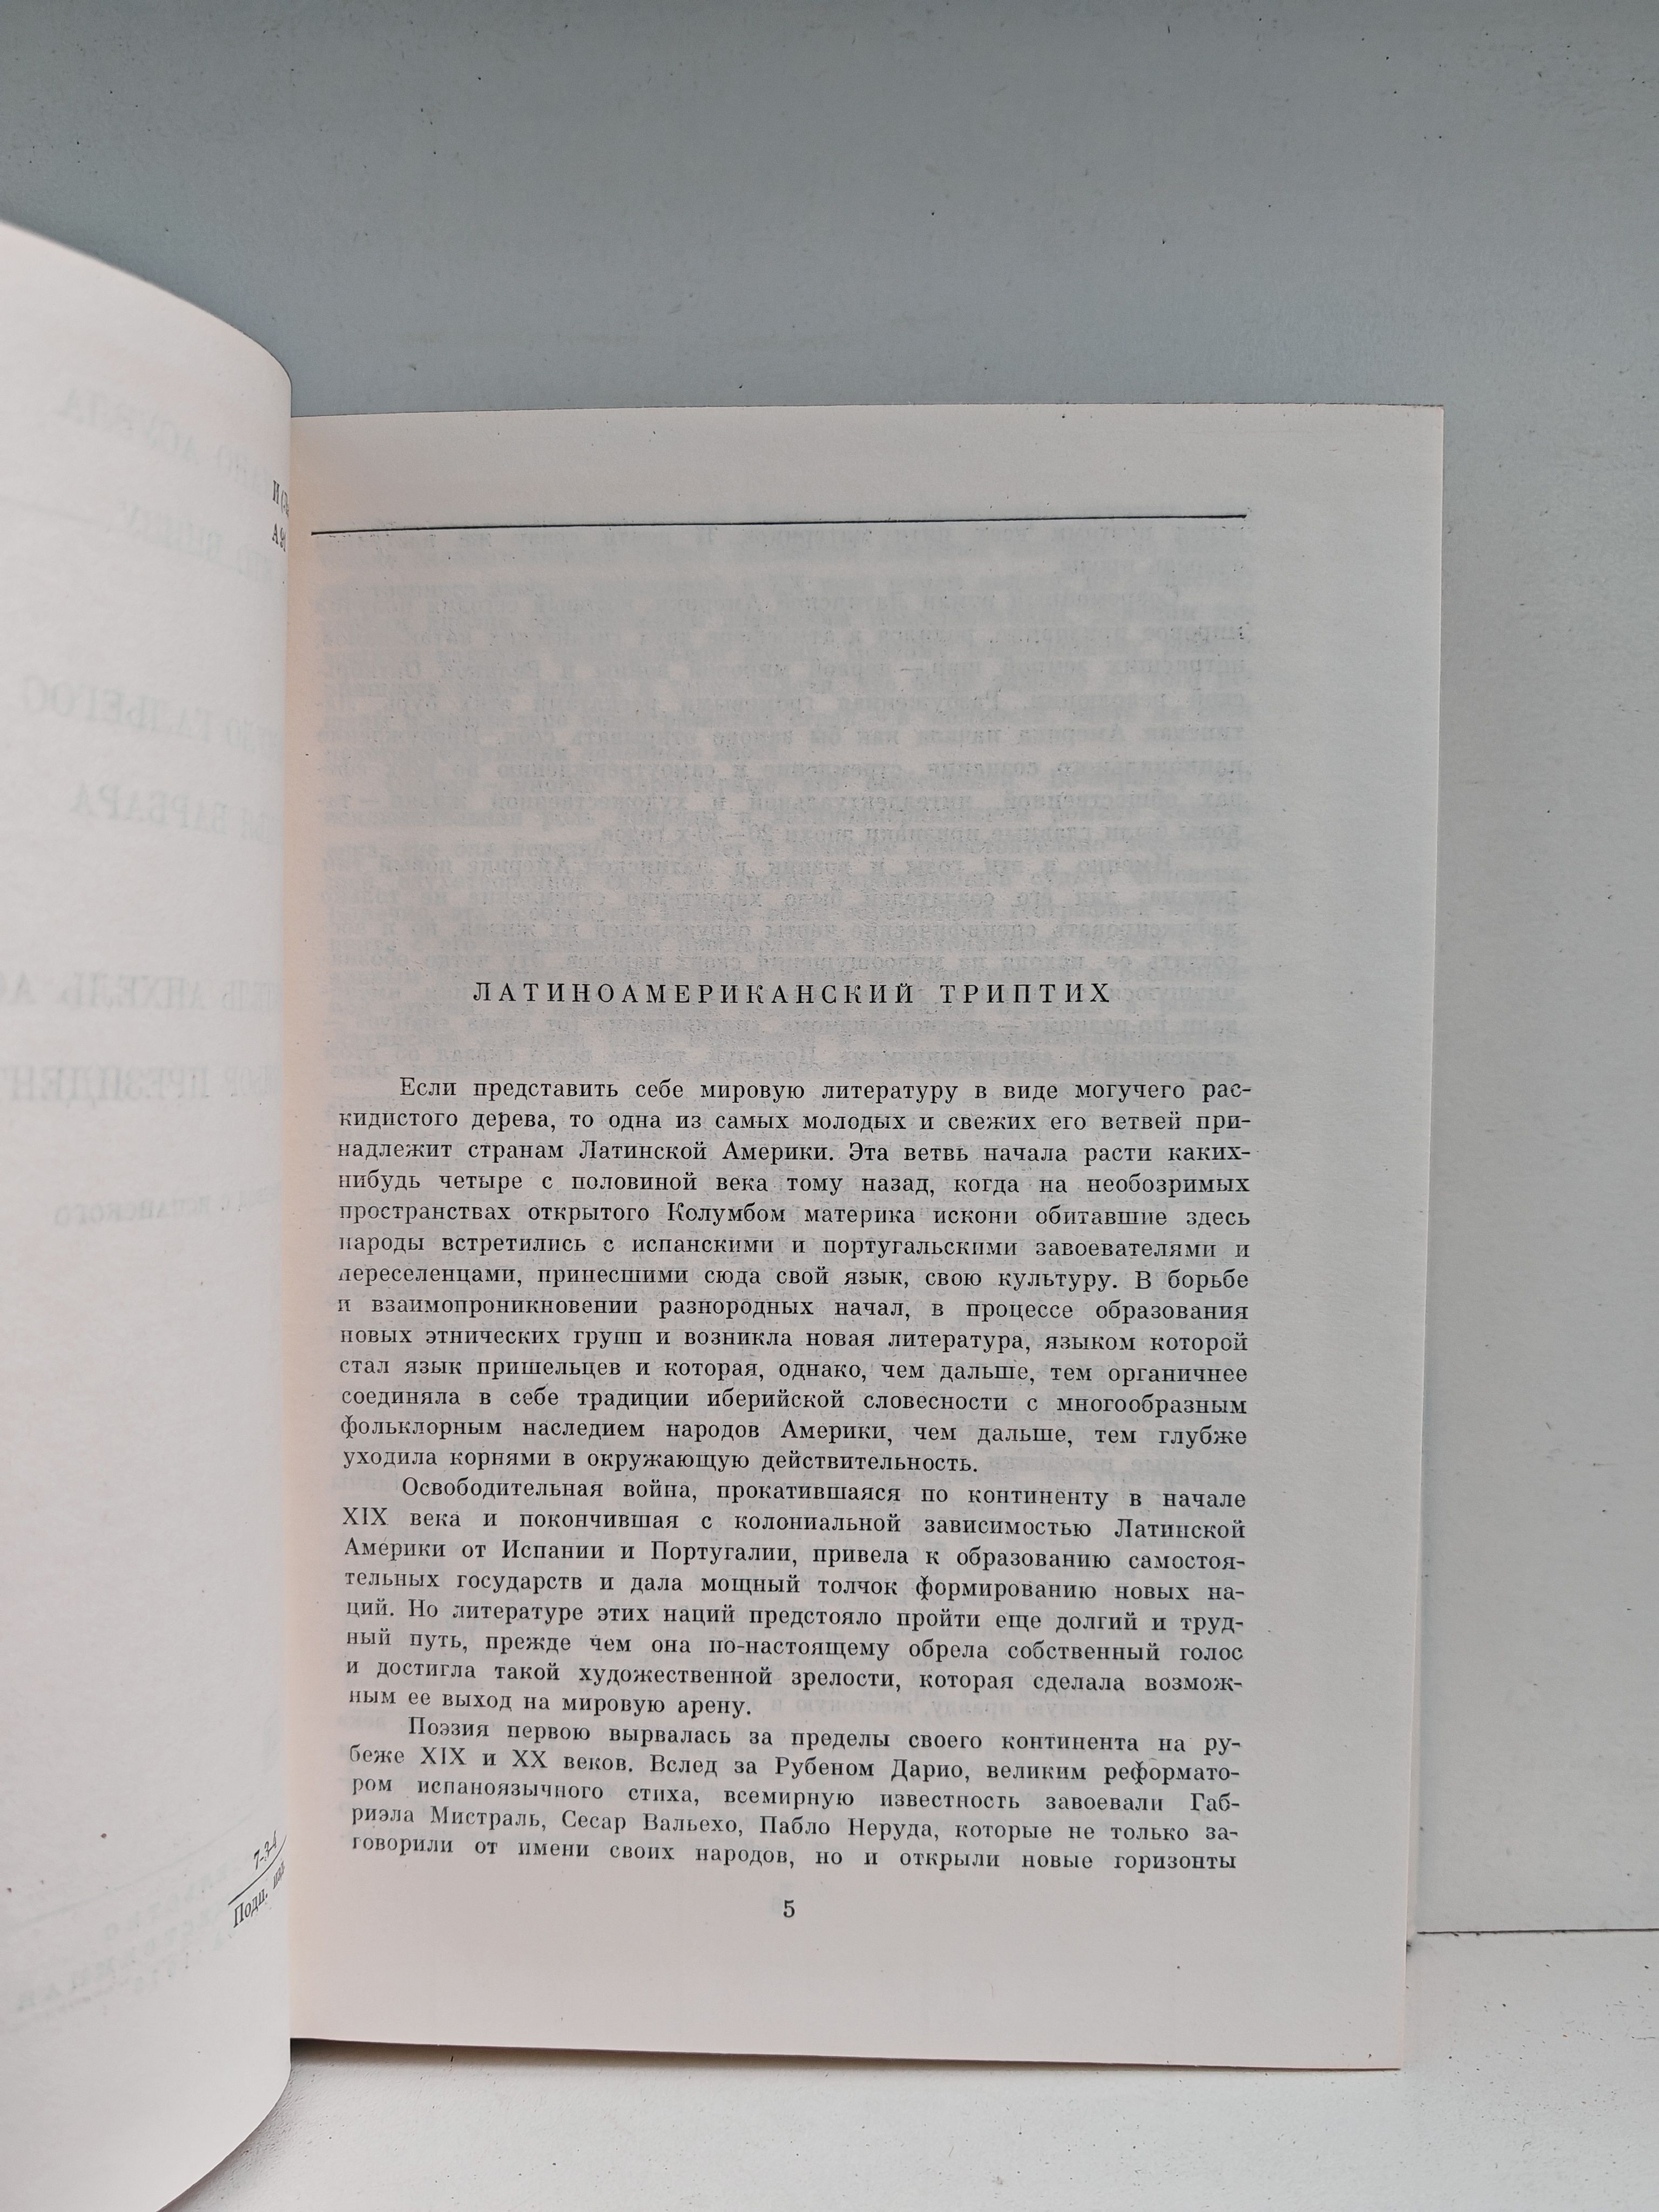 ЛАТИНОАМЕРИКАНСКИЙ ТРИПТИХ
Если представить себе мировую литературу в виде могучего рас-
кидистого дерева, то одна из самых молодых и свежих его ветвей при-
надлежит странам Латинской Америки. Эта ветвь начала расти каких-
нибудь четыре с половиной века тому назад, когда на необозримых
пространствах открытого Колумбом материка искони обитавшие здесь
народы встретились с испанскими и португальскими завоевателями и
переселенцами, принесшими сюда свой язык, свою культуру. В борьбе
и взаимопроникновении разнородных начал, в процессе образования
новых этнических групп и возникла новая литература, языком которой
стал язык пришельцев и которая, однако, чем дальше, тем органичнее
соединяла в себе традиции иберийской словесности с многообразным
фольклорным наследием народов Америки, чем дальше, тем глубже
уходила корнями в окружающую действительность.
Освободительная война, прокатившаяся по континенту в начале
XIX века и покончившая с колониальной зависимостью Латинской
Америки от Испании и Португалии, привела к образованию самостоя-
тельных государств и дала мощный толчок формированию новых на-
ций. Но литературе этих наций предстояло пройти еще долгий и труд-
ный путь, прежде чем она по-настоящему обрела собственный голос
и достигла такой художественной зрелости, которая сделала возмож-
ным ее выход на мировую арену.
Поэзия первою вырвалась за пределы своего континента на ру-
беже XIX и XX веков. Вслед за Рубеном Дарио, великим реформато-
ром испаноязычного стиха, всемирную известность завоевали Габ-
риэла Мистраль, Сесар Вальехо, Пабло Неруда, которые не только за-
говорили от имени своих народов, но и открыли новые горизонты
5
7-3-4
Подп.